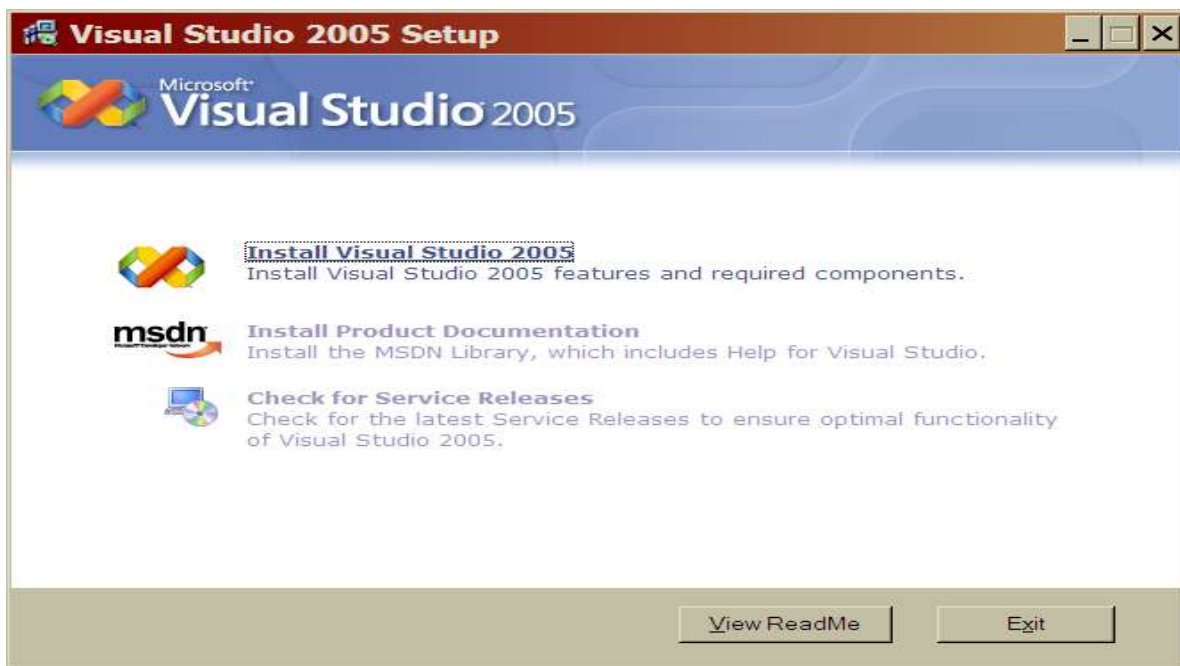 Visual Studio 2005 Setup
Microsoft
Visual Studio 2005
Install Visual Studio 2005
Install Visual Studio 2005 features and required components.
msdn
Install Product Documentation
Install the MSDN Library, which includes Help for Visual Studio.
Check for Service Releases
Check for the latest Service Releases to ensure optimal functionality
of Visual Studio 2005.
View ReadMe
Exit